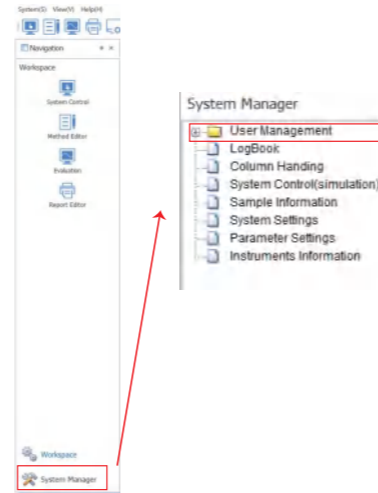 System(S) View(V) Help(H)
Navigation
Workspace
System Control
Method Editor
Evaluation
Report Editor
Workspace
System Manager
System Manager
User Management
LogBook
Column Handing
System Control(simulation)
Sample Information
System Settings
Parameter Settings
Instruments Information